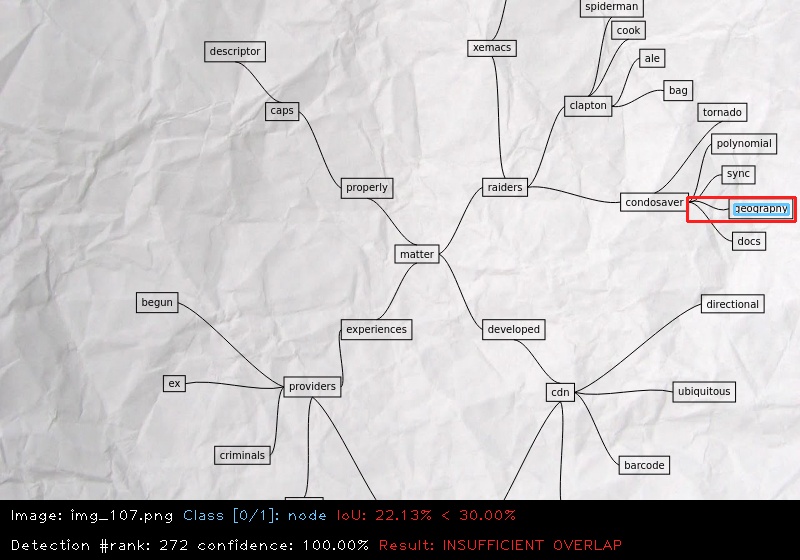 spiderman
cook
descriptor
xemacs
ale
bag
clapton
caps
tornado
polynomial
sync
properly
raiders
condosaver
geography
docs
matter
begun
directional
experiences
developed
ex
providers
cdn
ubiquitous
criminals
barcode
Image: img_107.png Class [0/1]: node IoU: 22.13% < 30.00%
Detection #rank: 272 confidence: 100.00% Result: INSUFFICIENT OVERLAP